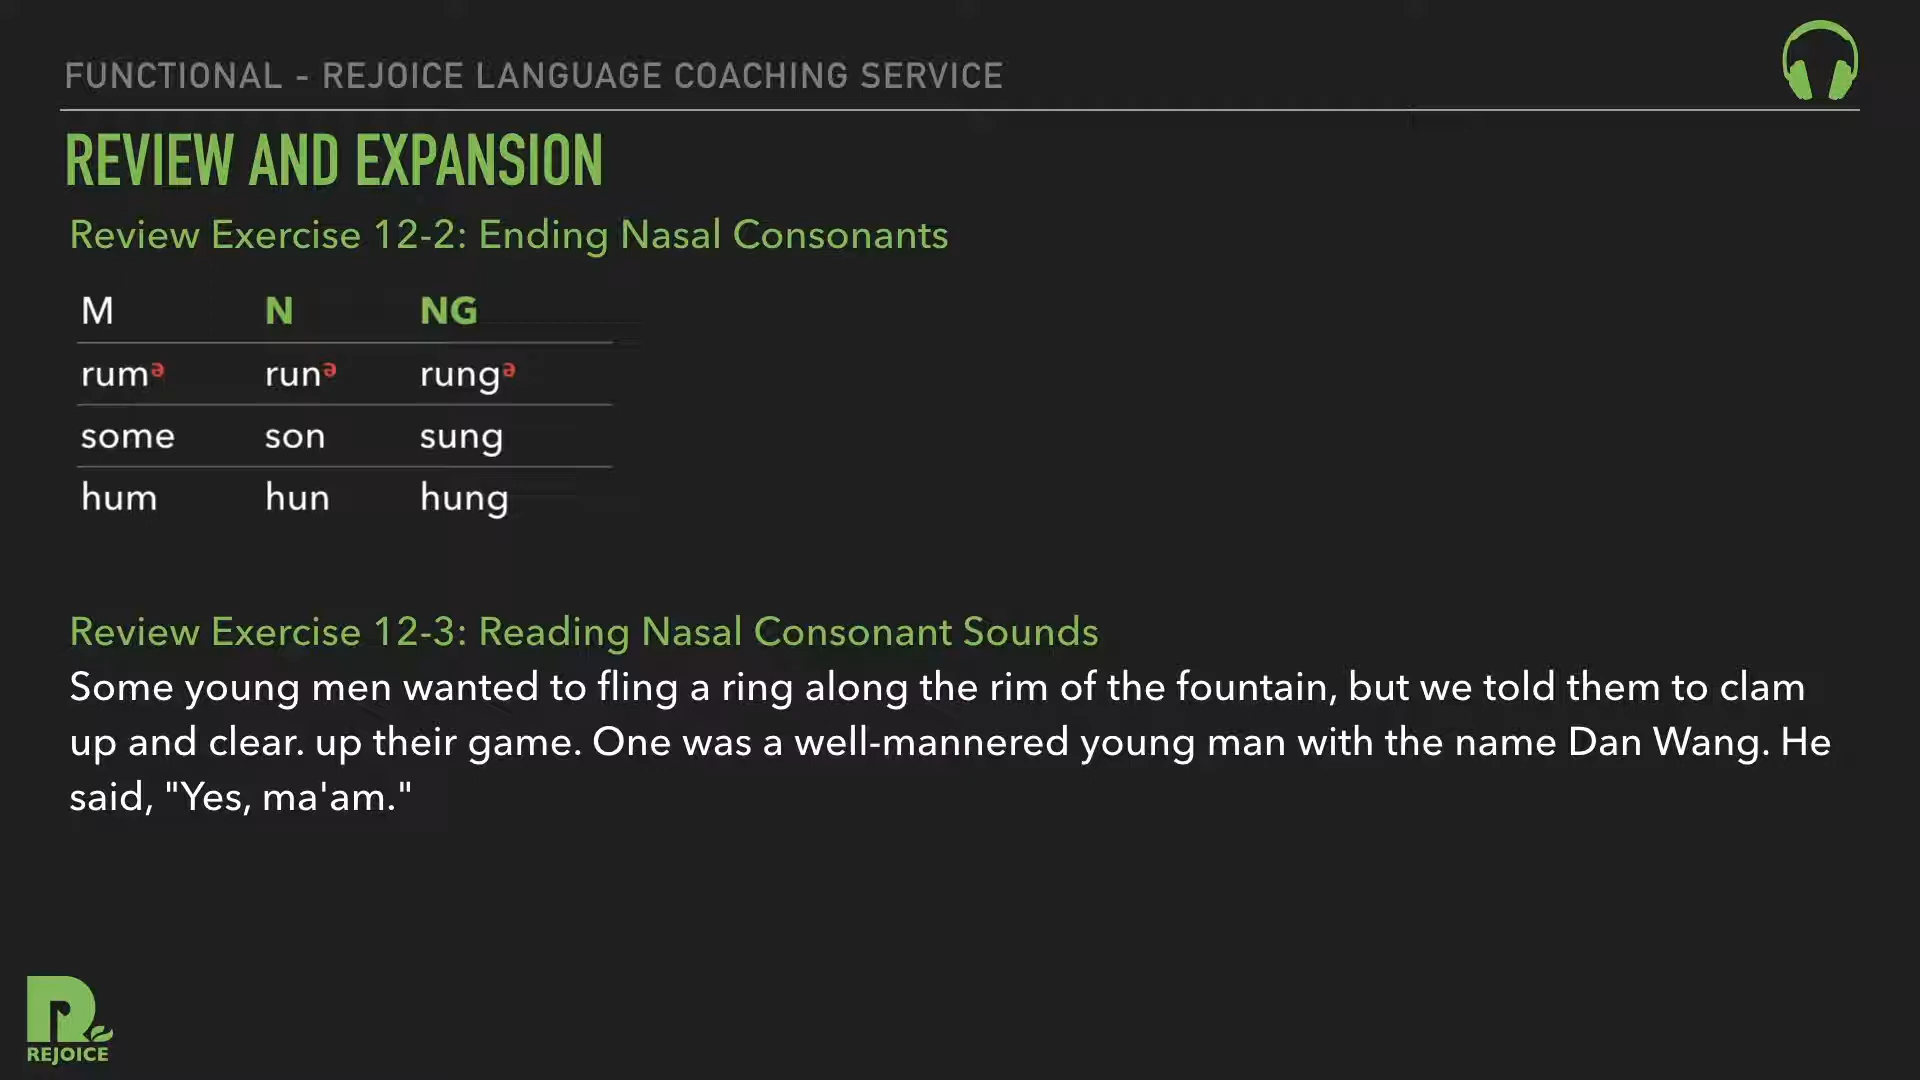 FUNCTIONAL - REJOICE LANGUAGE COACHING SERVICE
REVIEW AND EXPANSION
Review Exercise 12-2: Ending Nasal Consonants
M N NG
rumᵊ runᵊ rungᵊ
some son sung
hum hun hung
Review Exercise 12-3: Reading Nasal Consonant Sounds
Some young men wanted to fling a ring along the rim of the fountain, but we told them to clam
up and clear. up their game. One was a well-mannered young man with the name Dan Wang. He
said, "Yes, ma'am."
REJOICE